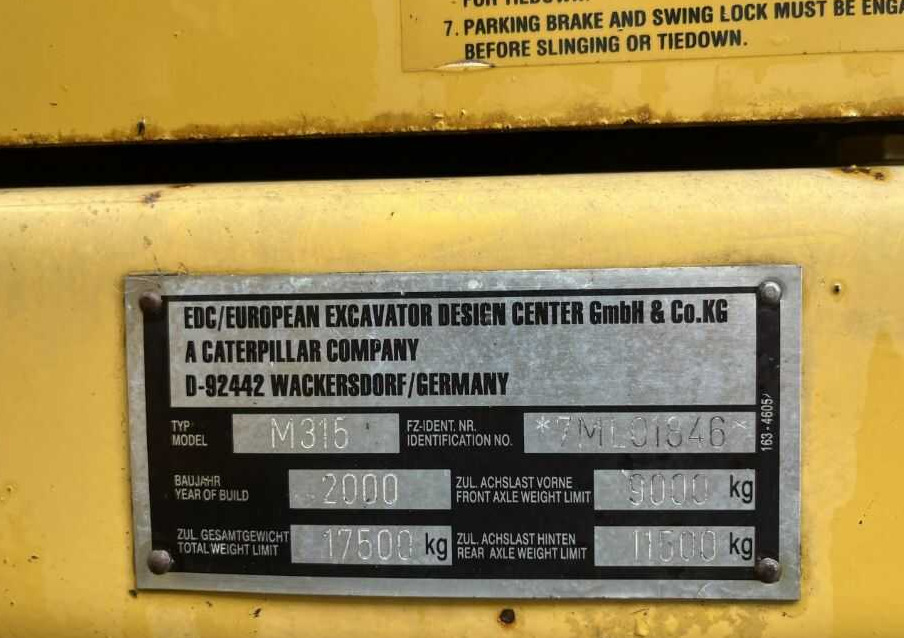 7. PARKING BRAKE AND SWING LOCK MUST BE
BEFORE SLINGING OR TIEDOWN.
EDC/EUROPEAN EXCAVATOR DESIGN CENTER GmbH & Co.KG
A CATERPILLAR COMPANY
D-92442 WACKERSDORF/GERMANY
TYP
MODEL
M315
FZ-IDENT. NR.
IDENTIFICATION NO.
*7ML01846*
163-4605
BAUJAHR
YEAR OF BUILD
2000
ZUL. ACHSLAST VORNE
FRONT AXLE WEIGHT LIMIT
9000 kg
ZUL. GESAMTGEWICHT
TOTAL WEIGHT LIMIT
17500 kg
ZUL. ACHSLAST HINTEN
REAR AXLE WEIGHT LIMIT
11500 kg